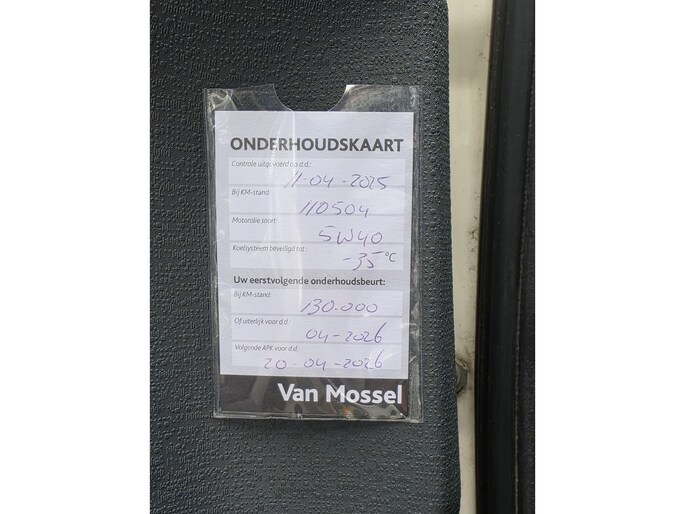 ONDERHOUDSKAART
Controle uitgevoerd op d.d.:
11-04-2025
Bij KM-stand:
110504
Motorolie soort:
5W40
Koelsysteem beveiligd tot:
-35 °C
Uw eerstvolgende onderhoudsbeurt:
Bij KM-stand:
130.000
Of uiterlijk voor d.d.:
04-2026
Volgende APK voor d.d.:
20-04-2026
Van Mossel